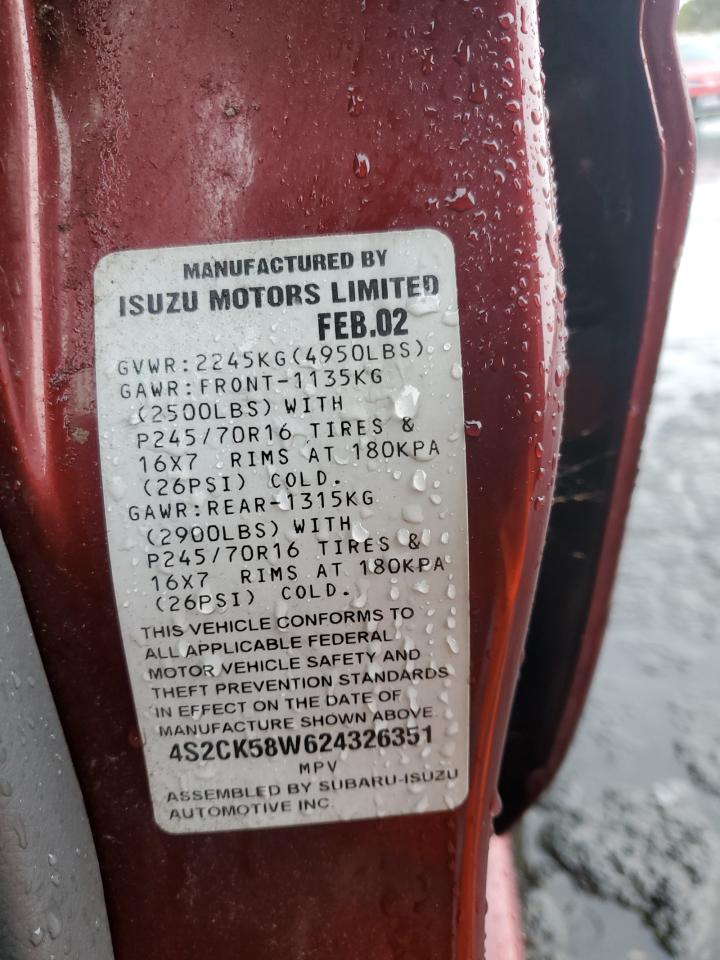 MANUFACTURED BY
ISUZU MOTORS LIMITED
FEB.02
GVWR:2245KG(4950LBS)
GAWR:FRONT-1135KG
(2500LBS) WITH
P245/70R16 TIRES &
16X7 RIMS AT 180KPA
(26PSI) COLD.
GAWR:REAR-1315KG
(2900LBS) WITH
P245/70R16 TIRES &
16X7 RIMS AT 180KPA
(26PSI) COLD.
THIS VEHICLE CONFORMS TO
ALL APPLICABLE FEDERAL
MOTOR VEHICLE SAFETY AND
THEFT PREVENTION STANDARDS
IN EFFECT ON THE DATE OF
MANUFACTURE SHOWN ABOVE
4S2CK58W624326351
MPV
ASSEMBLED BY SUBARU-ISUZU
AUTOMOTIVE INC.